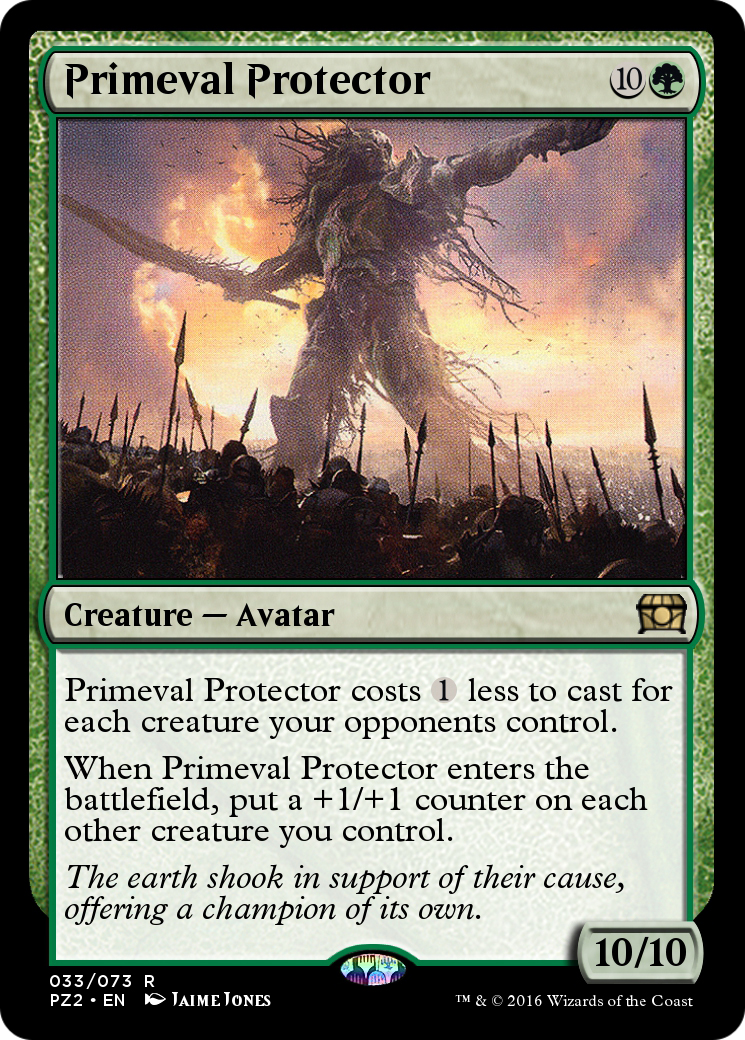 Primeval Protector 10
Creature — Avatar
Primeval Protector costs 1 less to cast for
each creature your opponents control.
When Primeval Protector enters the
battlefield, put a +1/+1 counter on each
other creature you control.
The earth shook in support of their cause,
offering a champion of its own.
10/10
033/073 R
PZ2 • EN Jaime Jones
™ & © 2016 Wizards of the Coast